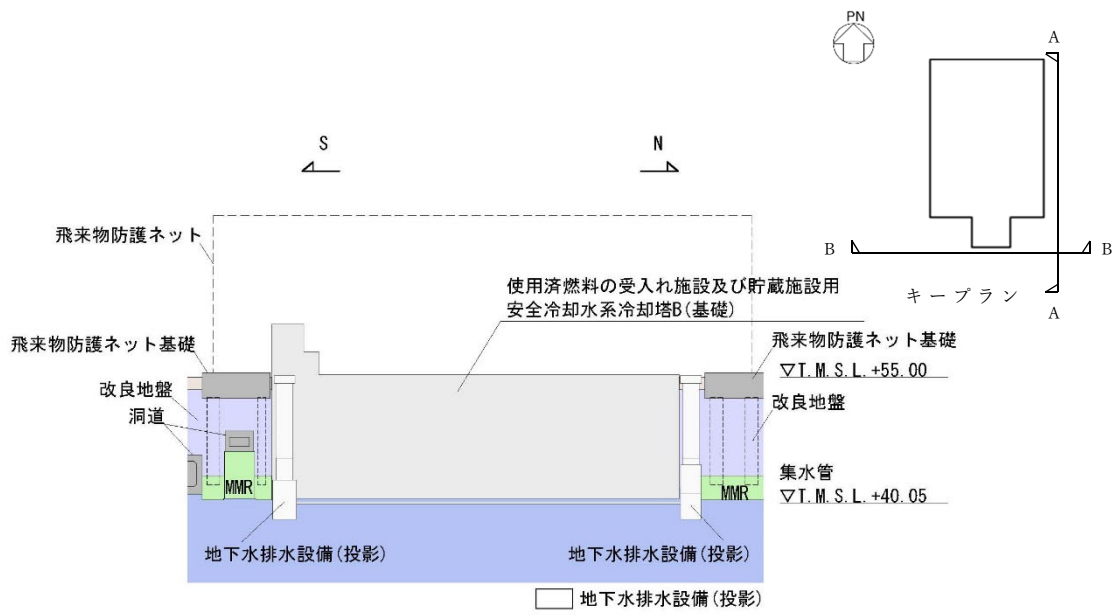 PN
A
B
B
キープラン
A
S
N
飛来物防護ネット
使用済燃料の受入れ施設及び貯蔵施設用
安全冷却水系冷却塔B(基礎)
飛来物防護ネット基礎
飛来物防護ネット基礎
▽T.M.S.L.+55.00
改良地盤
改良地盤
洞道
集水管
MMR
MMR
▽T.M.S.L.+40.05
地下水排水設備(投影)
地下水排水設備(投影)
地下水排水設備(投影)